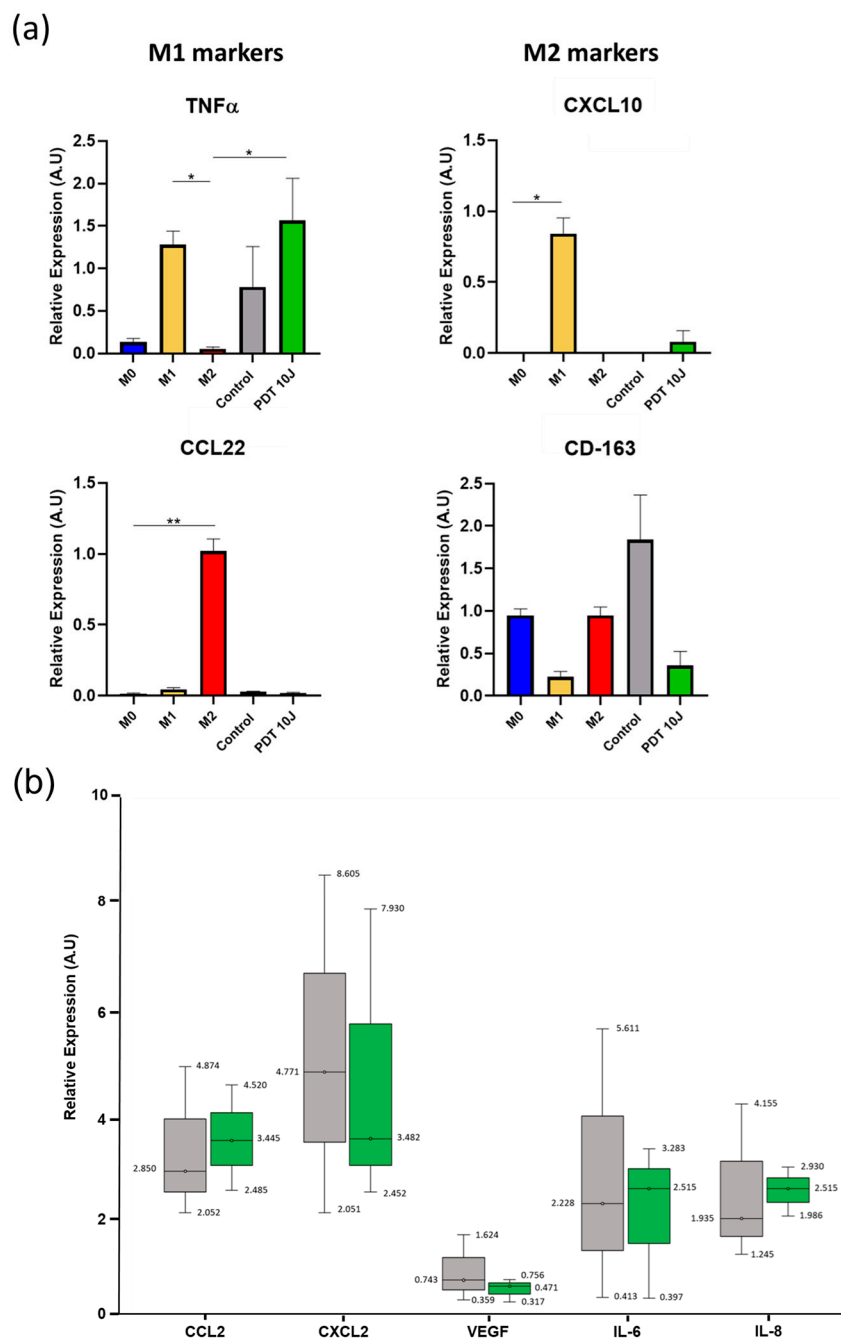 (a)
M1 markers
M2 markers
TNFα
Relative Expression (A.U)
2.5
2.0
1.5
1.0
0.5
0.0
*
*
M0
M1
M2
Control
PDT 10J
CXCL10
Relative Expression (A.U)
1.5
1.0
0.5
0.0
*
M0
M1
M2
Control
PDT 10J
CCL22
Relative Expression (A.U)
1.5
1.0
0.5
0.0
**
M0
M1
M2
Control
PDT 10J
CD-163
Relative Expression (A.U)
2.5
2.0
1.5
1.0
0.5
0.0
M0
M1
M2
Control
PDT 10J
(b)
Relative Expression (A.U)
10
8
6
4
2
0
4.874
2.850
2.052
4.520
3.445
2.485
8.605
4.771
2.051
7.930
3.482
2.452
1.624
0.743
0.359
0.756
0.471
0.317
5.611
2.228
0.413
3.283
2.515
0.397
4.155
1.935
1.245
2.930
2.515
1.986
CCL2
CXCL2
VEGF
IL-6
IL-8